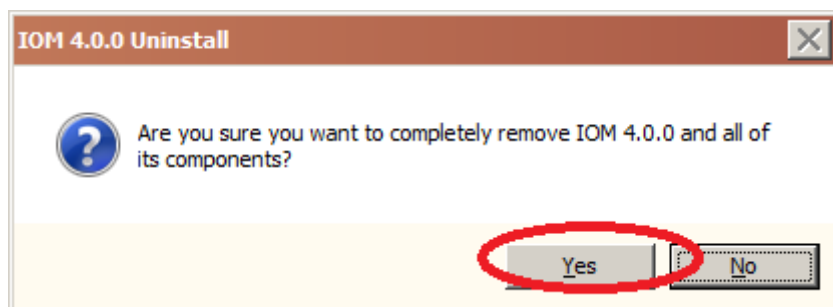 IOM 4.0.0 Uninstall
Are you sure you want to completely remove IOM 4.0.0 and all of
its components?
Yes No